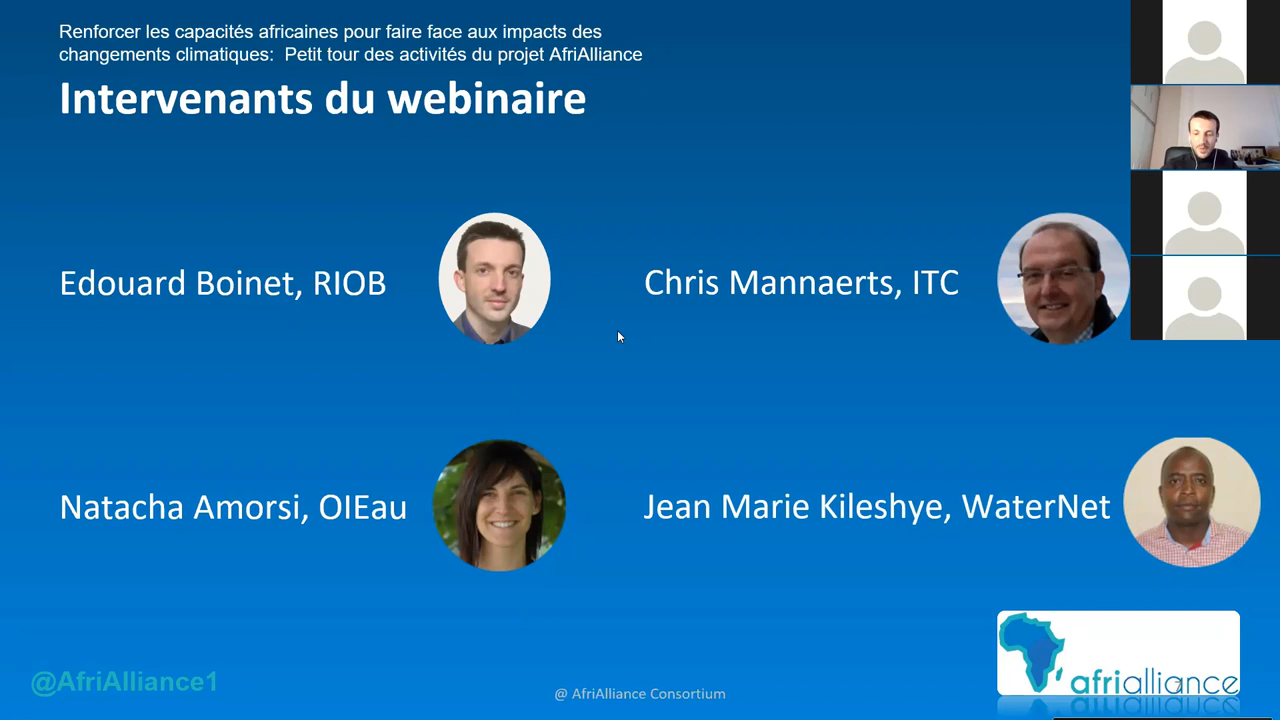 Renforcer les capacités africaines pour faire face aux impacts des
changements climatiques:  Petit tour des activités du projet AfriAlliance
Intervenants du webinaire
Edouard Boinet, RIOB
Chris Mannaerts, ITC
Natacha Amorsi, OIEau
Jean Marie Kileshye, WaterNet
@AfriAlliance1
@ AfriAlliance Consortium
afrialliance